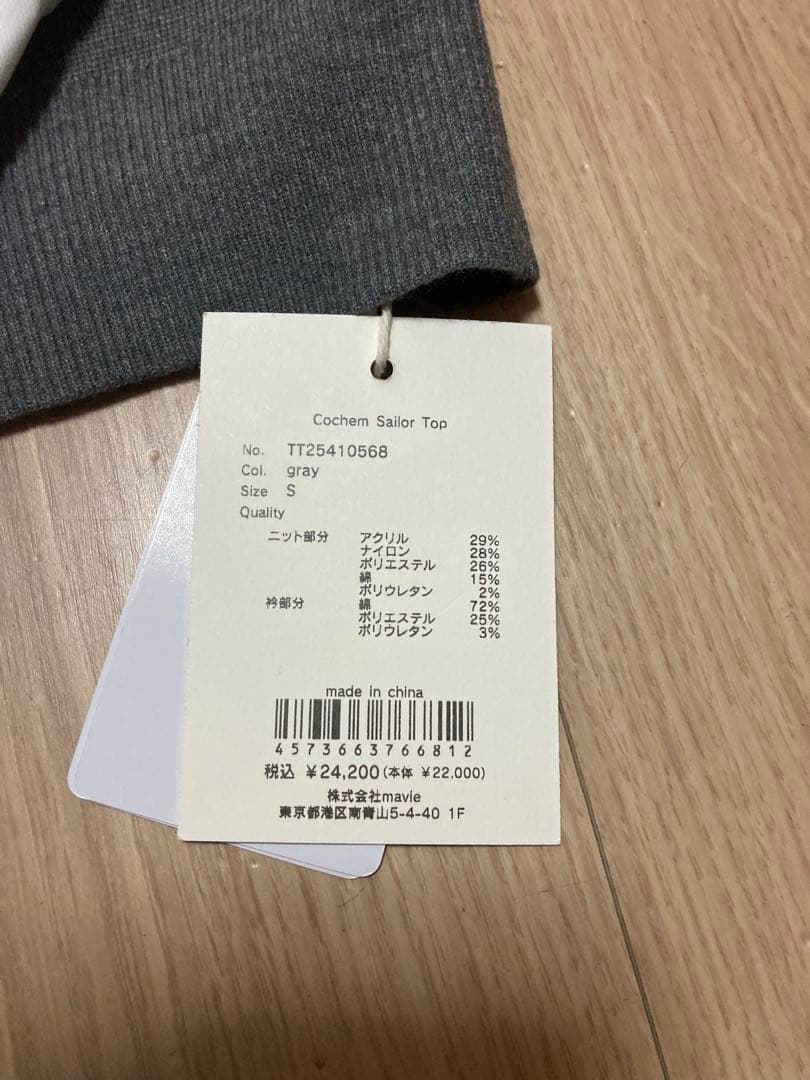 Cochem Sailor Top
No. TT25410568
Col. gray
Size S
Quality
ニット部分 アクリル 29%
ナイロン 28%
ポリエステル 26%
綿 15%
ポリウレタン 2%
衿部分 綿 72%
ポリエステル 25%
ポリウレタン 3%
made in china
4573663766812
税込 ¥24,200(本体 ¥22,000)
株式会社mavie
東京都港区南青山5-4-40 1F